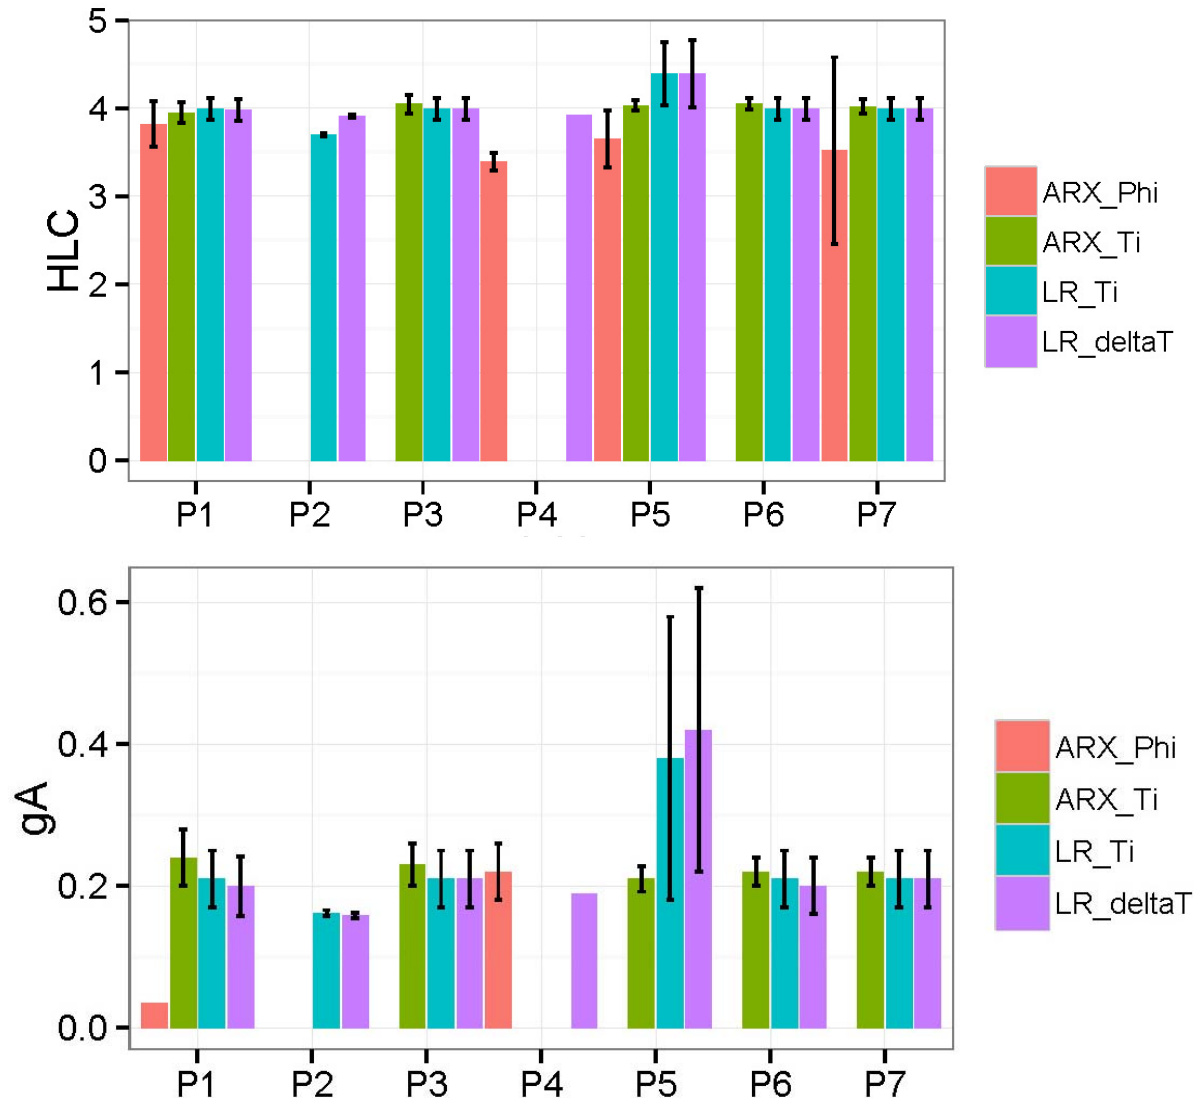 5
4
3
2
1
0
HLC
P1 P2 P3 P4 P5 P6 P7
ARX_Phi
ARX_Ti
LR_Ti
LR_deltaT
0.6
0.4
0.2
0.0
gA
P1 P2 P3 P4 P5 P6 P7
ARX_Phi
ARX_Ti
LR_Ti
LR_deltaT